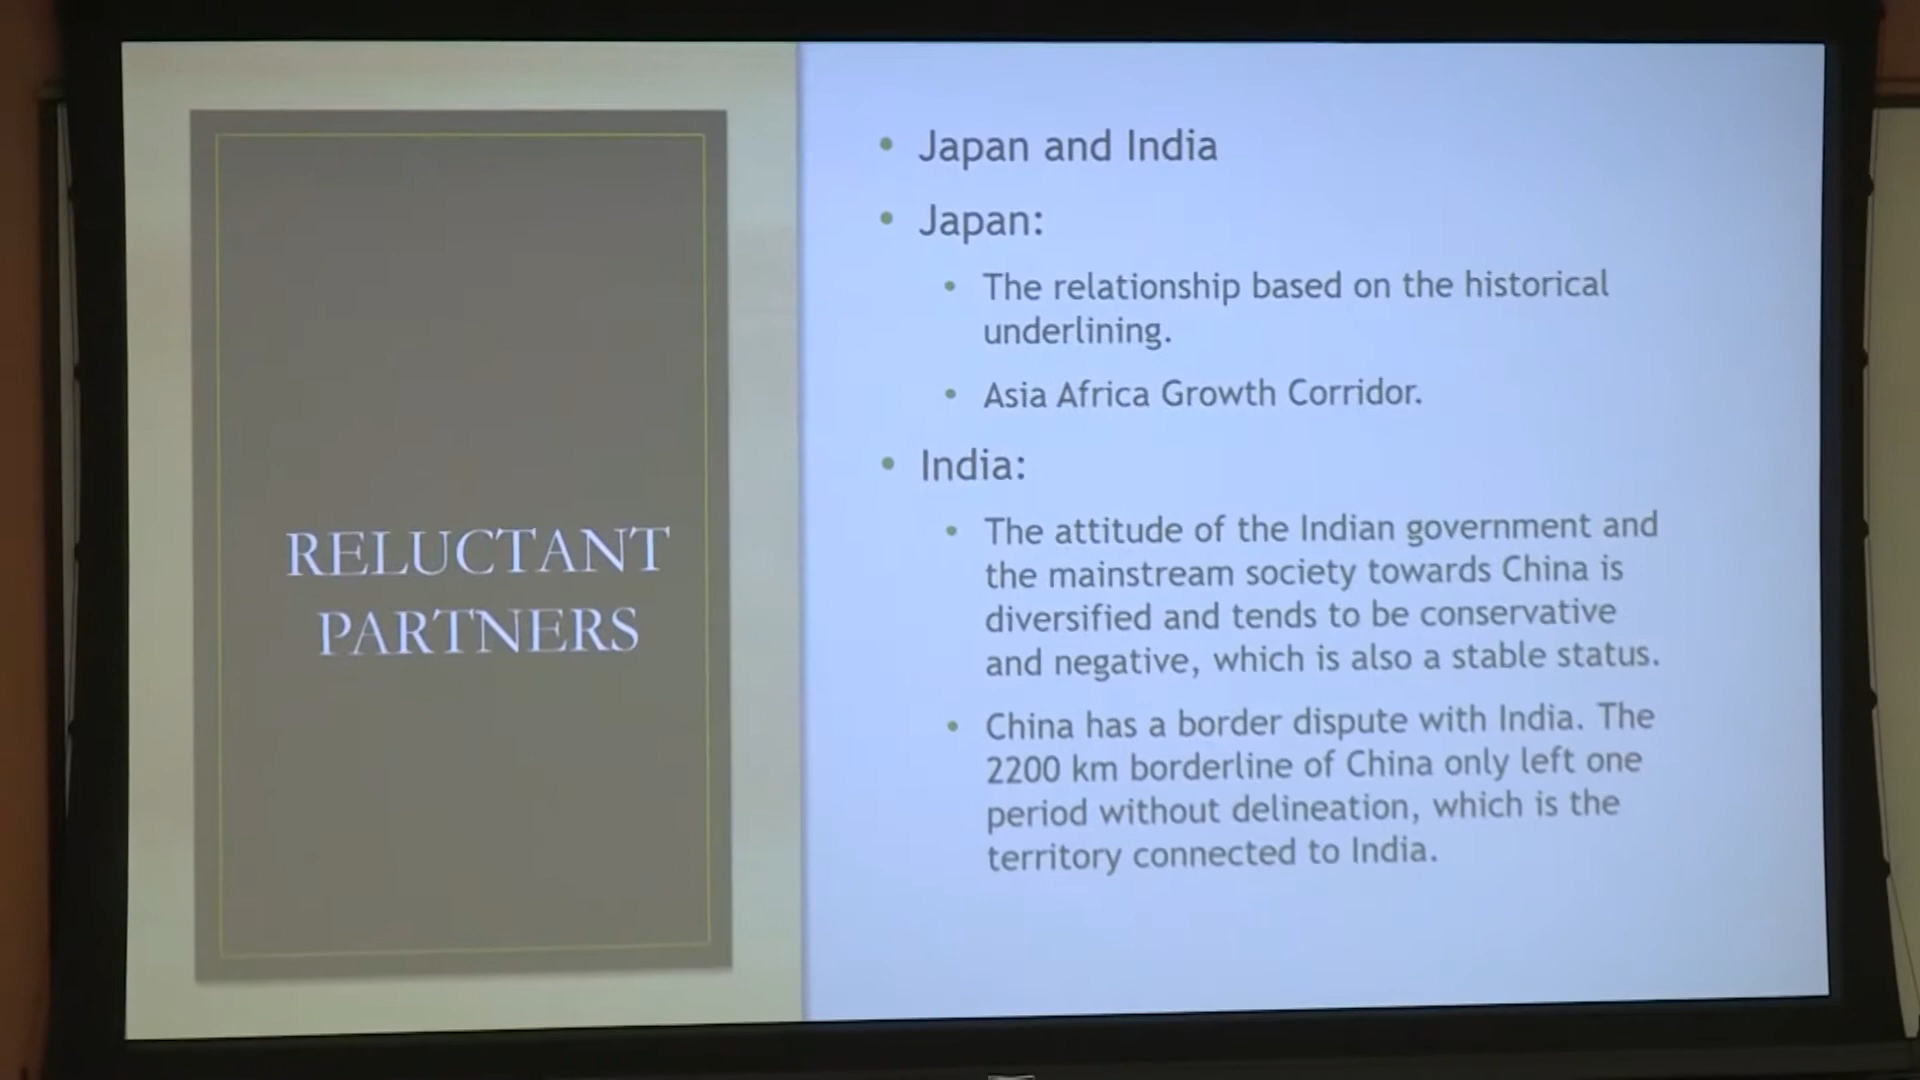 RELUCTANT
PARTNERS
• Japan and India
• Japan:
• The relationship based on the historical
underlining.
• Asia Africa Growth Corridor.
• India:
• The attitude of the Indian government and
the mainstream society towards China is
diversified and tends to be conservative
and negative, which is also a stable status.
• China has a border dispute with India. The
2200 km borderline of China only left one
period without delineation, which is the
territory connected to India.